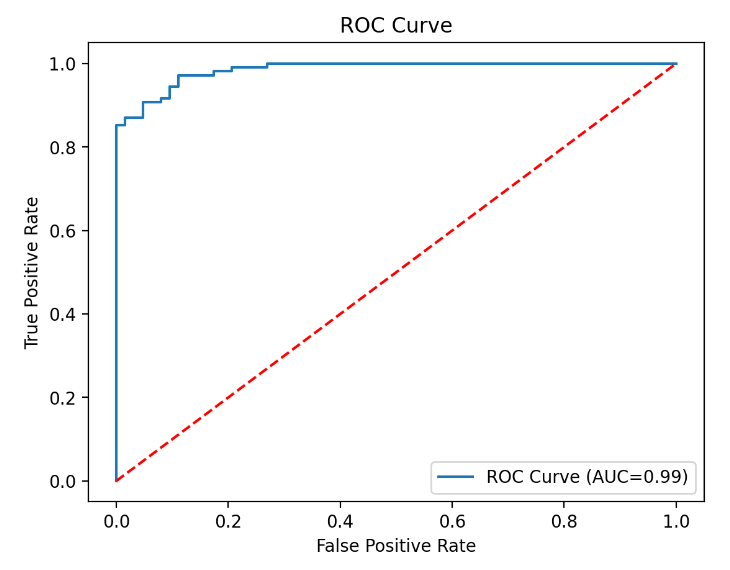 ROC Curve
1.0
0.8
0.6
0.4
0.2
0.0
True Positive Rate
ROC Curve (AUC=0.99)
0.0 0.2 0.4 0.6 0.8 1.0
False Positive Rate